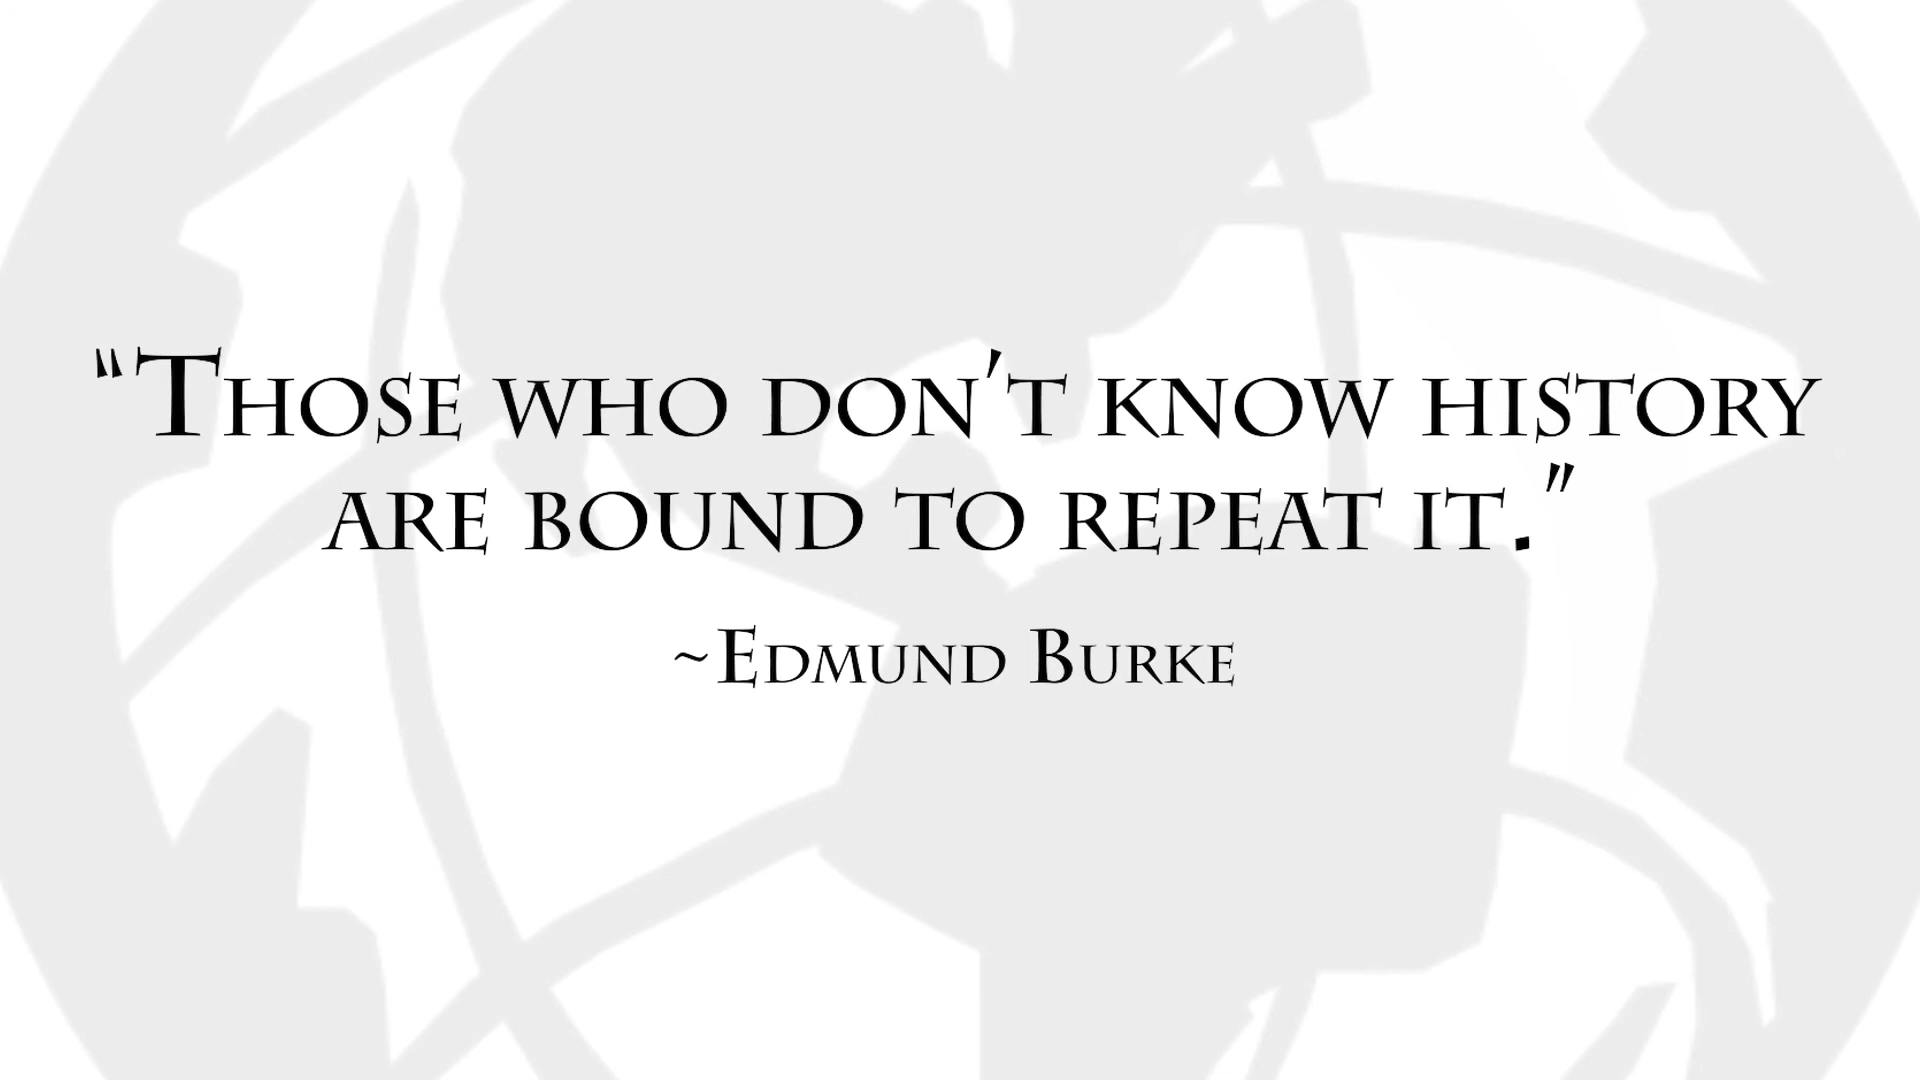 “Those who don't know history
are bound to repeat it.”
~Edmund Burke